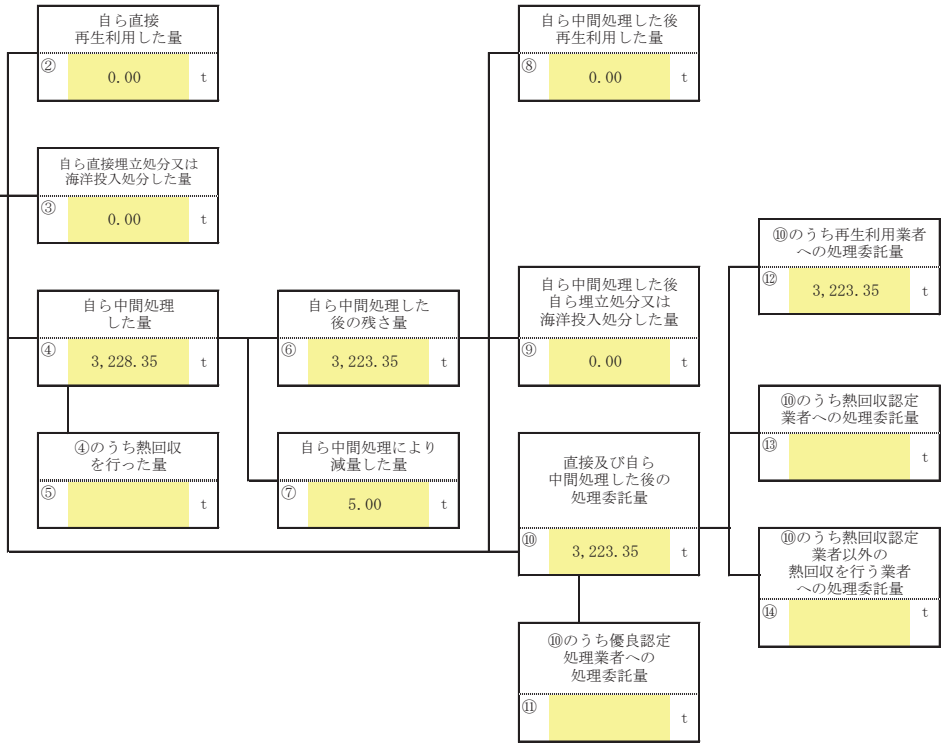 自ら直接
再生利用した量
② 0.00 t
自ら直接埋立処分又は
海洋投入処分した量
③ 0.00 t
自ら中間処理
した量
④ 3,228.35 t
④のうち熱回収
を行った量
⑤ t
自ら中間処理した
後の残さ量
⑥ 3,223.35 t
自ら中間処理により
減量した量
⑦ 5.00 t
自ら中間処理した後
再生利用した量
⑧ 0.00 t
自ら中間処理した後
自ら埋立処分又は
海洋投入処分した量
⑨ 0.00 t
直接及び自ら
中間処理した後の
処理委託量
⑩ 3,223.35 t
⑩のうち優良認定
処理業者への
処理委託量
⑪ t
⑩のうち再生利用業者
への処理委託量
⑫ 3,223.35 t
⑩のうち熱回収認定
業者への処理委託量
⑬ t
⑩のうち熱回収認定
業者以外の
熱回収を行う業者
への処理委託量
⑭ t